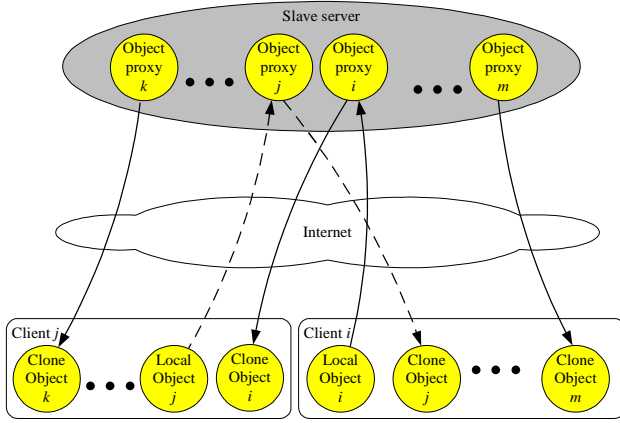 Slave server
Object
proxy
k
Object
proxy
j
Object
proxy
i
Object
proxy
m
Internet
Client j
Clone
Object
k
Local
Object
j
Clone
Object
i
Client i
Local
Object
i
Clone
Object
j
Clone
Object
m